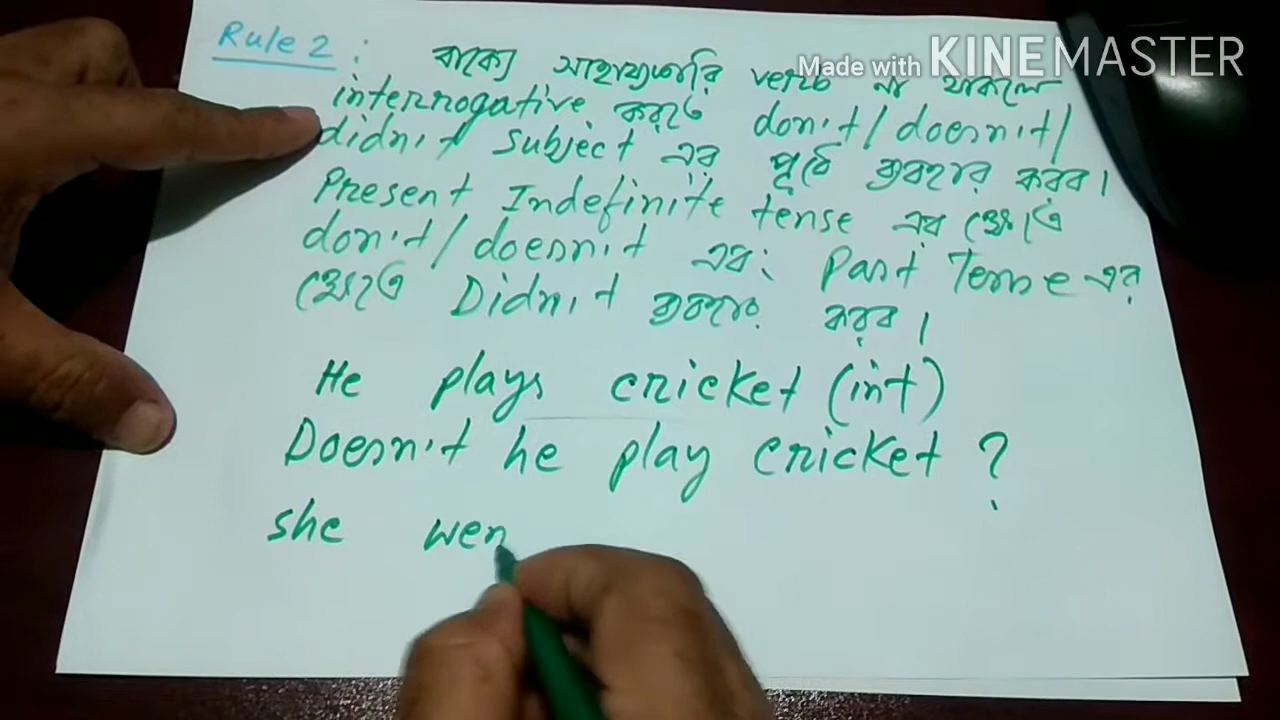 Made with KINEMASTER
Rule 2 : বাক্যে সাহায্যকারি verb না থাকলে
interrogative করতে don't/doesn't/
didn't subject এর পূর্বে ব্যবহার করব।
Present Indefinite tense এর ক্ষেত্রে
don't/doesn't এবং Past Tense এর
ক্ষেত্রে Didn't ব্যবহার করব।
He plays cricket (int)
Doesn't he play cricket ?
she wen